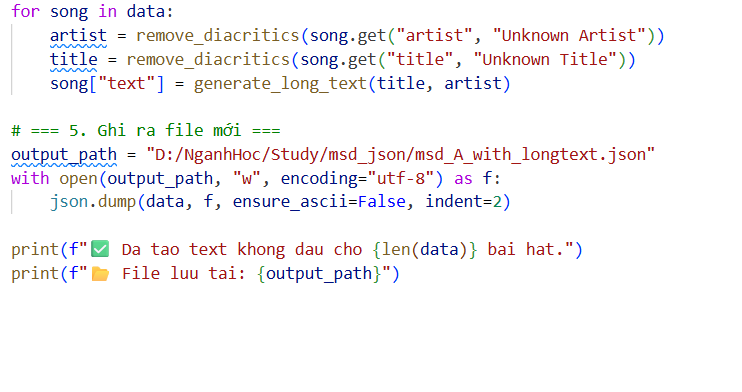 for song in data:
    artist = remove_diacritics(song.get("artist", "Unknown Artist"))
    title = remove_diacritics(song.get("title", "Unknown Title"))
    song["text"] = generate_long_text(title, artist)

# === 5. Ghi ra file mới ===
output_path = "D:/NganhHoc/Study/msd_json/msd_A_with_longtext.json"
with open(output_path, "w", encoding="utf-8") as f:
    json.dump(data, f, ensure_ascii=False, indent=2)

print(f"✅ Da tao text khong dau cho {len(data)} bai hat.")
print(f"📁 File luu tai: {output_path}")